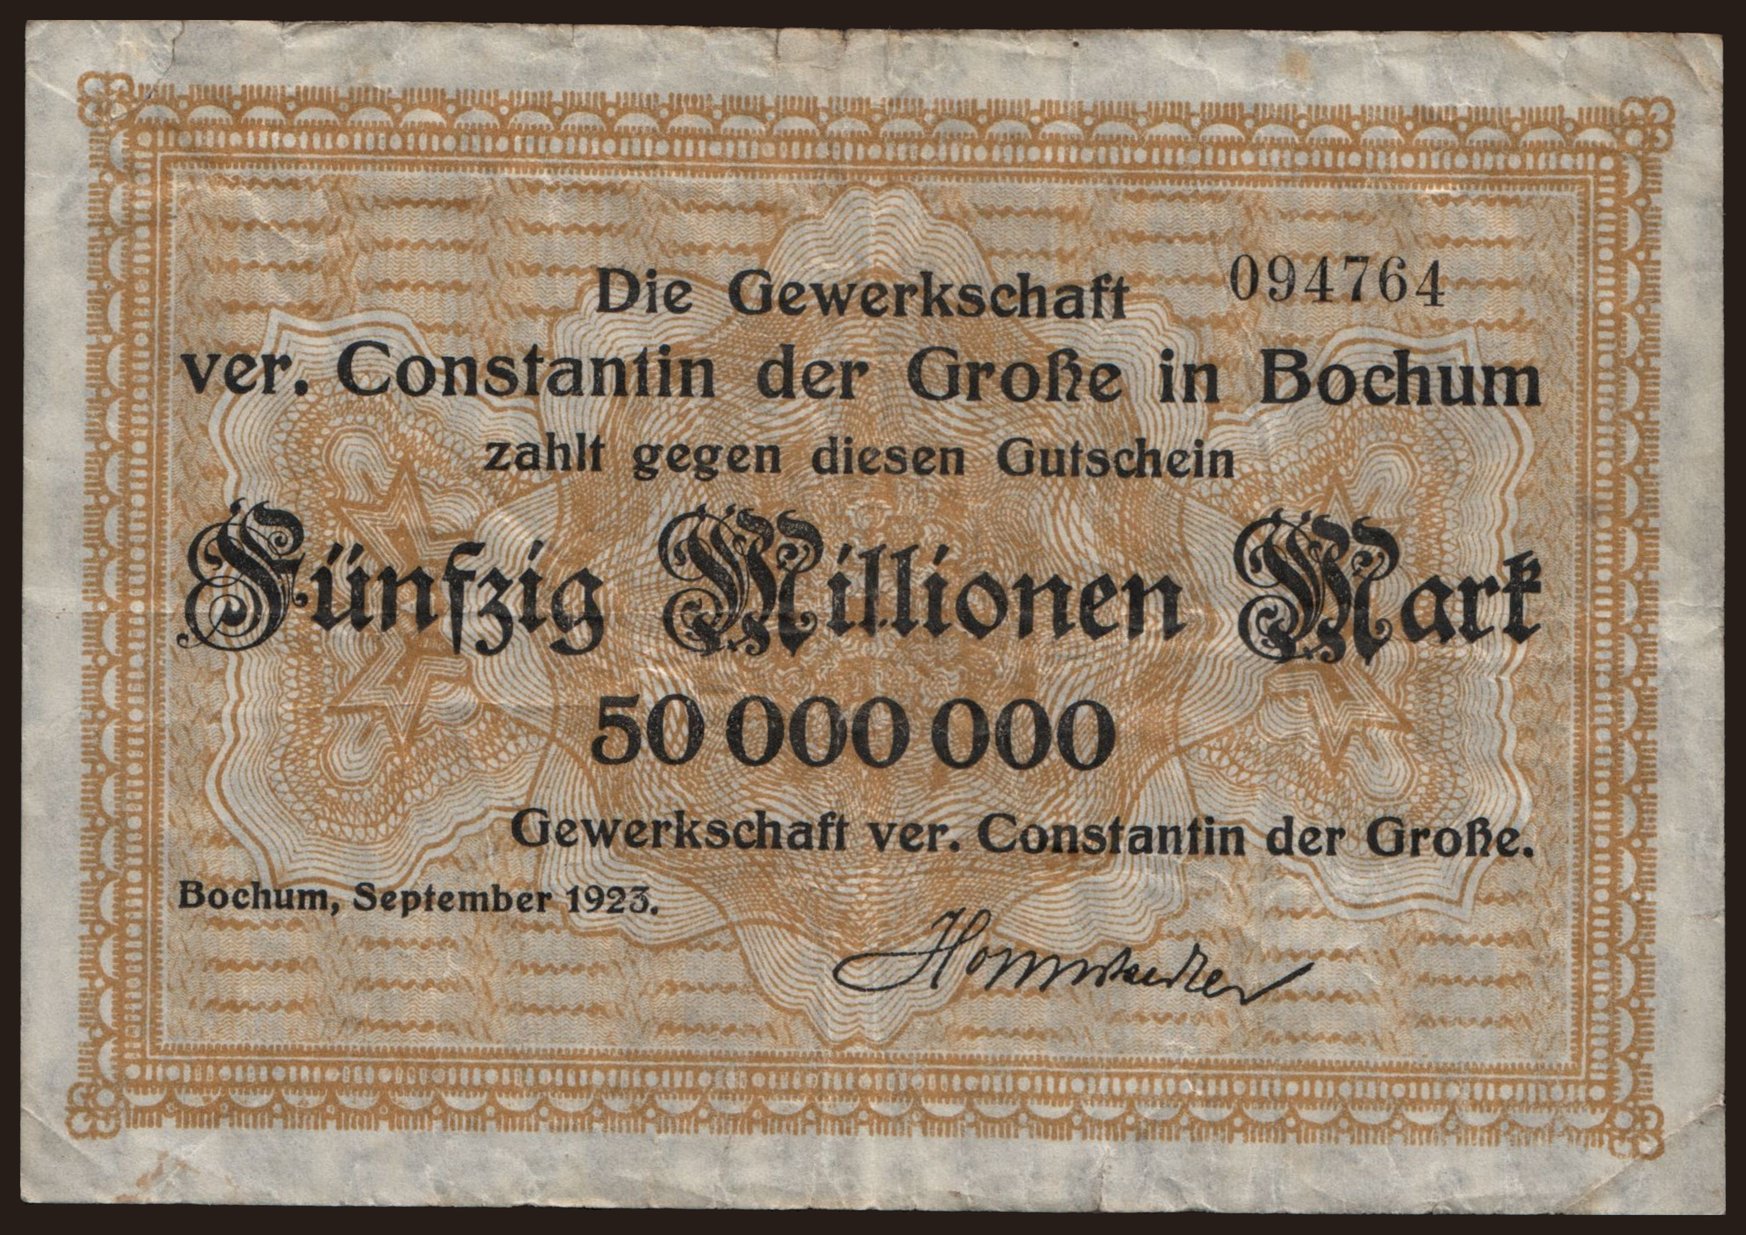 Die Gewerkschaft 094764
ver. Constantin der Große in Bochum
zahlt gegen diesen Gutschein
Fünfzig Millionen Mark
50 000 000
Gewerkschaft ver. Constantin der Große.
Bochum, September 1923.